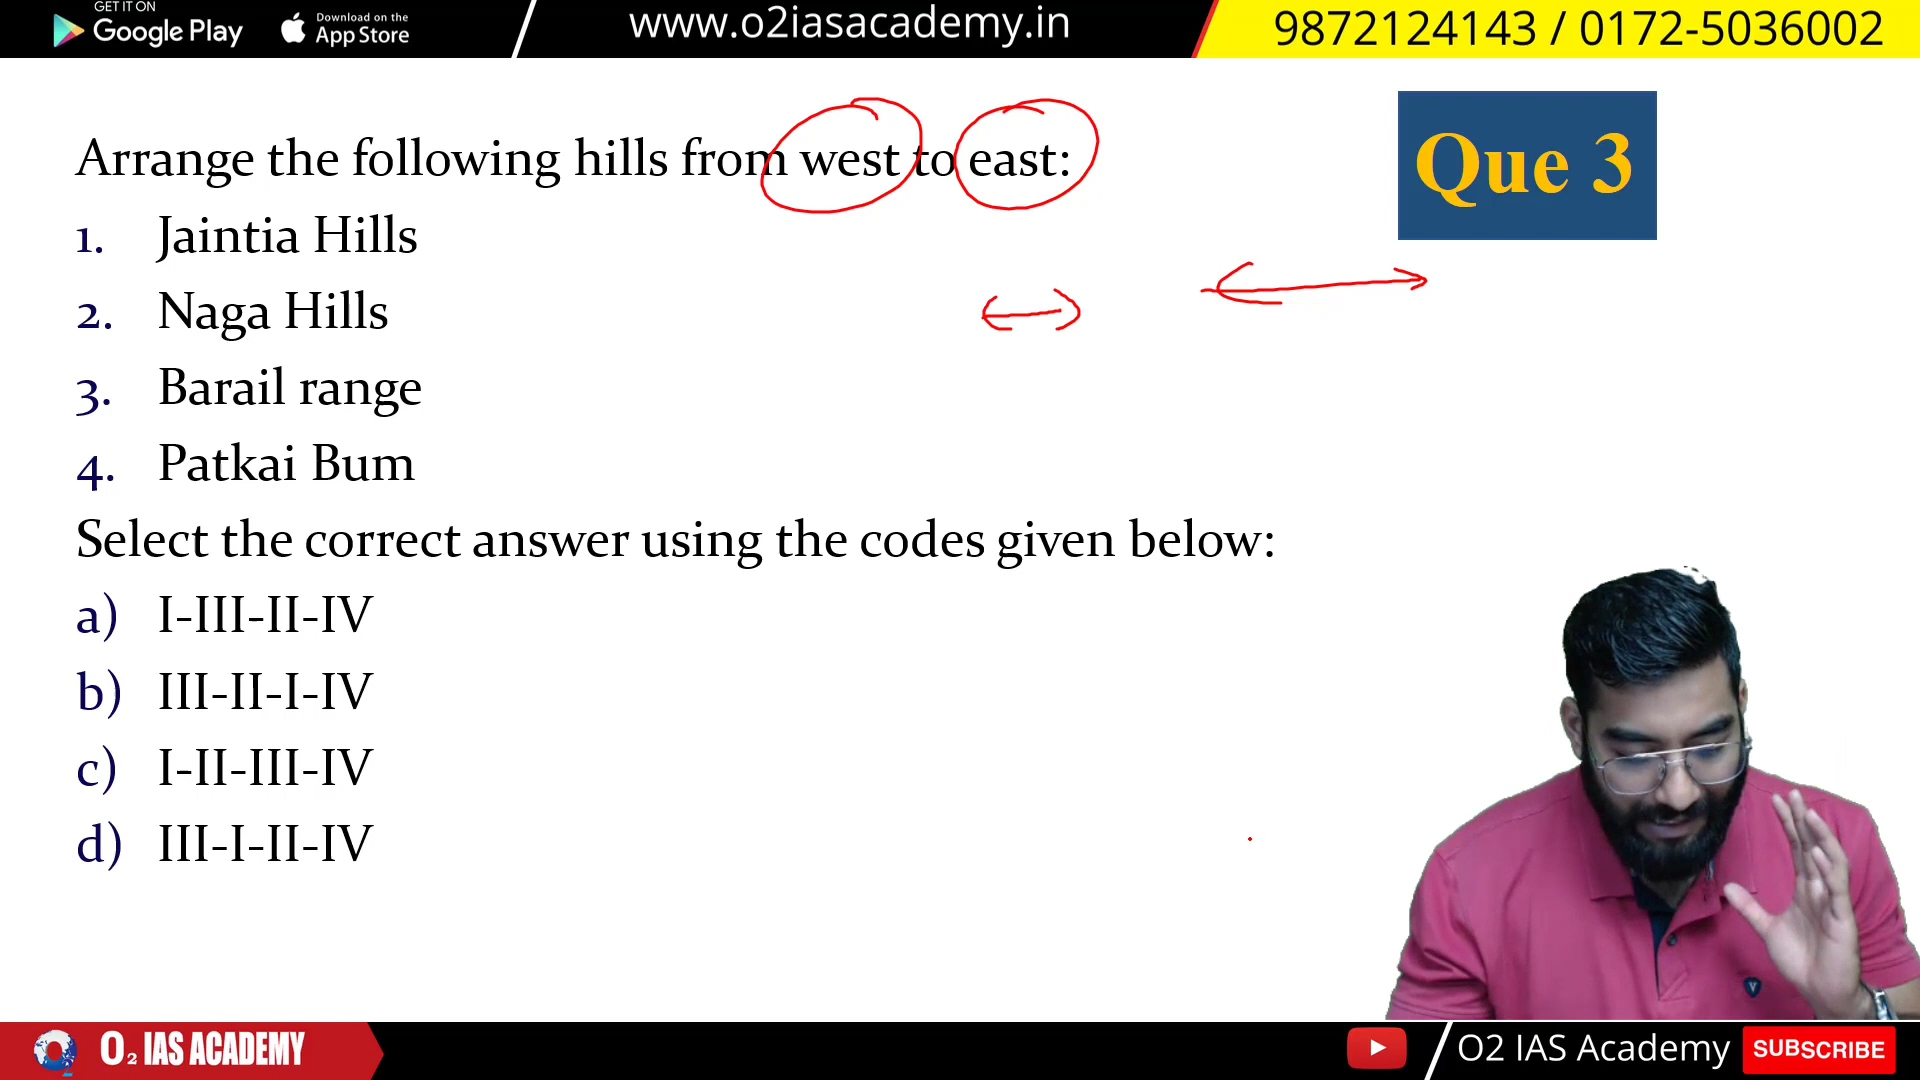 GET IT ON
Google Play
Download on the
App Store
www.o2iasacademy.in
9872124143 / 0172-5036002
Arrange the following hills from west to east:
Que 3
1. Jaintia Hills
2. Naga Hills
3. Barail range
4. Patkai Bum
Select the correct answer using the codes given below:
a) I-III-II-IV
b) III-II-I-IV
c) I-II-III-IV
d) III-I-II-IV
O2 IAS ACADEMY
O2 IAS Academy
SUBSCRIBE